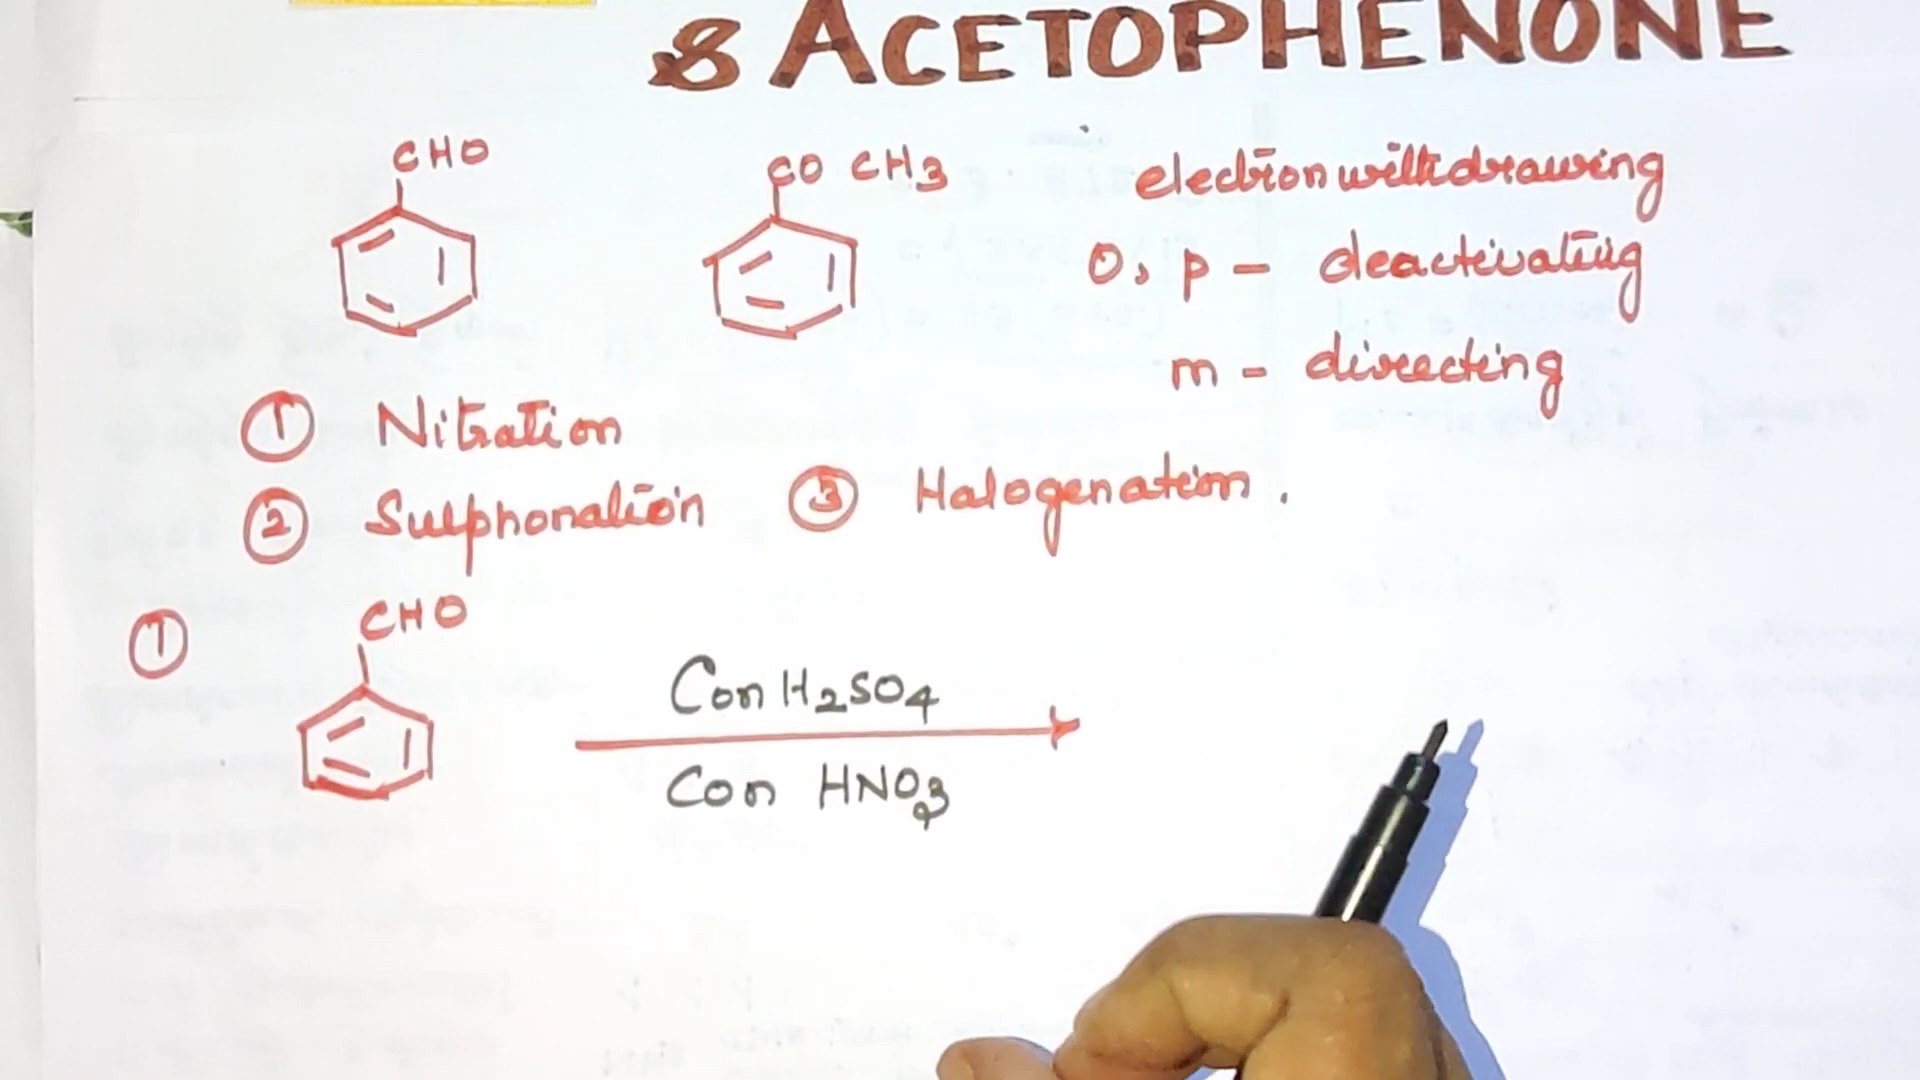 & ACETOPHENONE
CHO
CO CH3
electron withdrawing
o, p - deactivating
m - directing
① Nitration
② Sulphonation ③ Halogenation.
①
CHO
Con H2SO4
Con HNO3